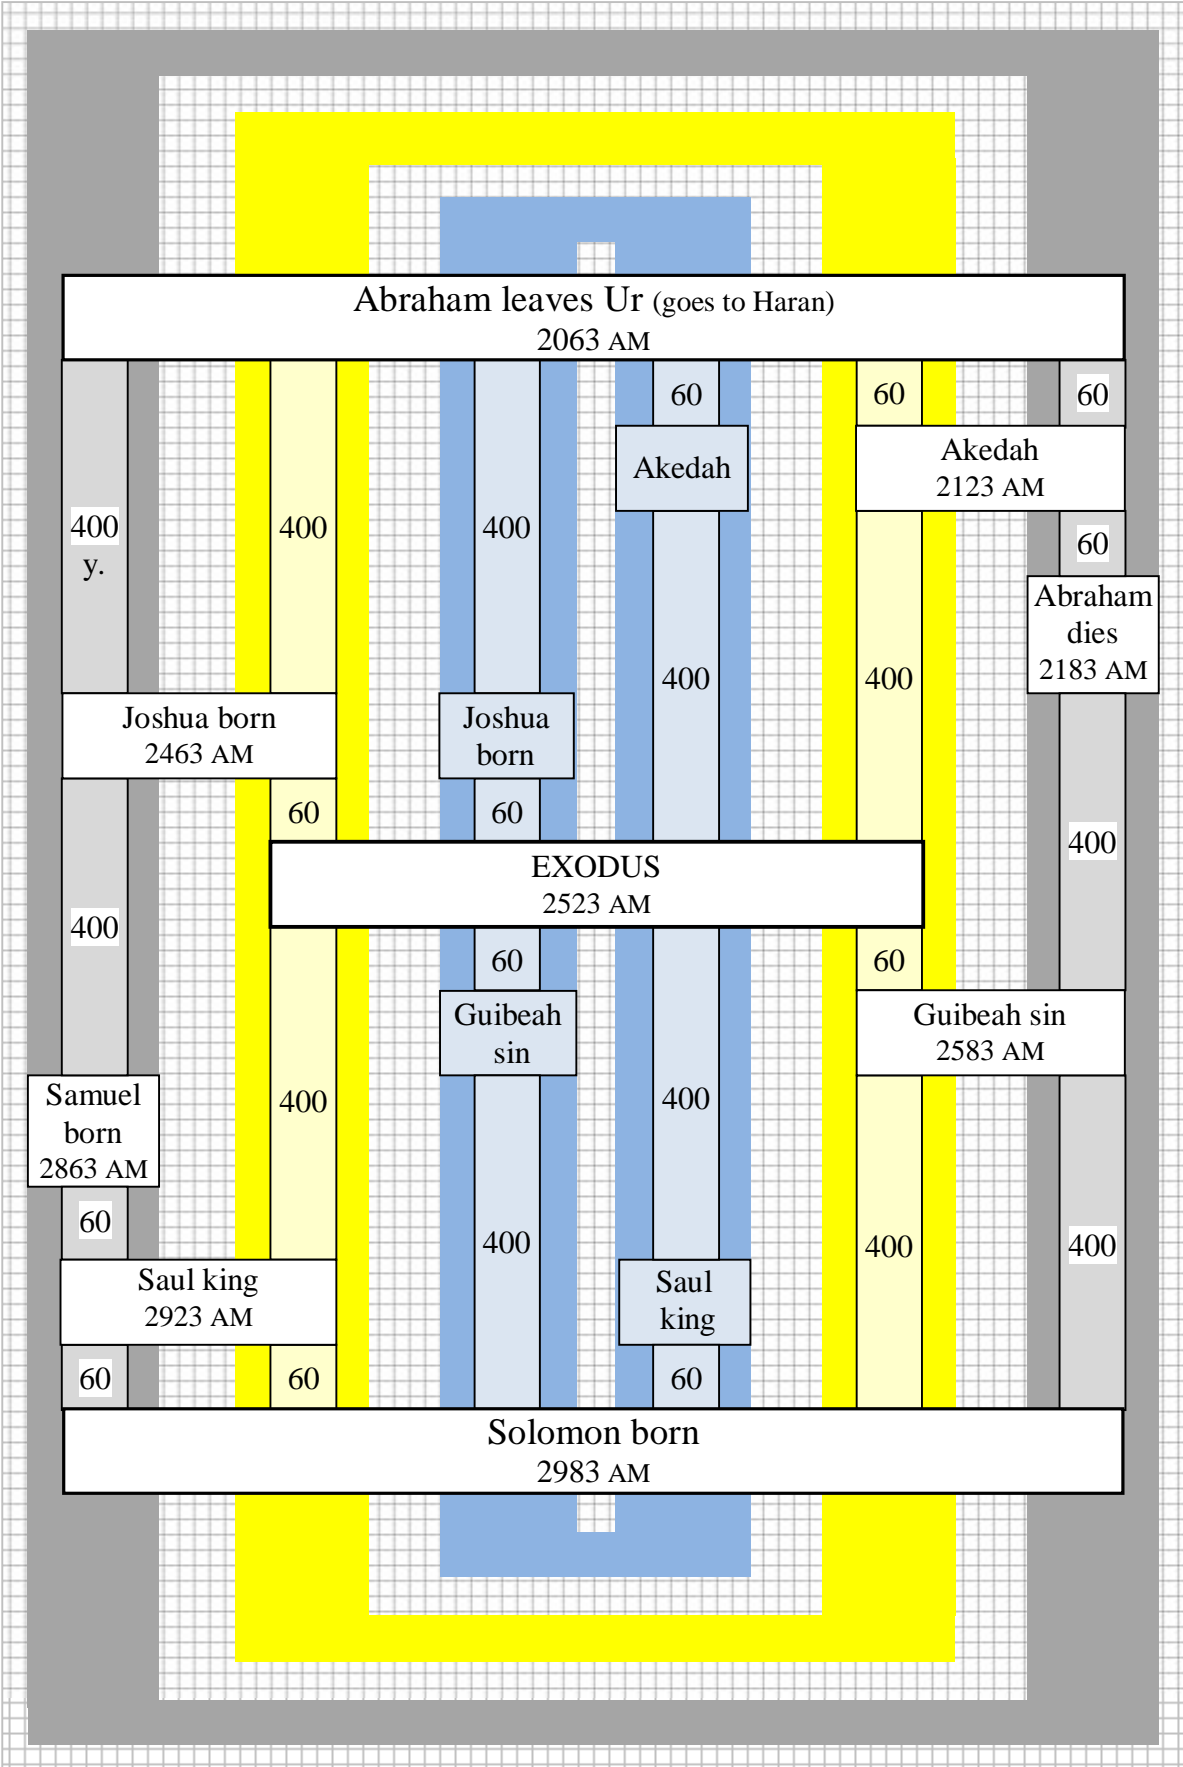 Abraham leaves Ur (goes to Haran)
2063 AM
60
60
60
Akedah
Akedah
2123 AM
400
y.
400
400
60
Abraham
dies
2183 AM
400
400
Joshua born
2463 AM
Joshua
born
60
60
400
EXODUS
2523 AM
400
60
60
Guibeah
sin
Guibeah sin
2583 AM
Samuel
born
2863 AM
400
400
60
400
400
400
Saul king
2923 AM
Saul
king
60
60
60
Solomon born
2983 AM